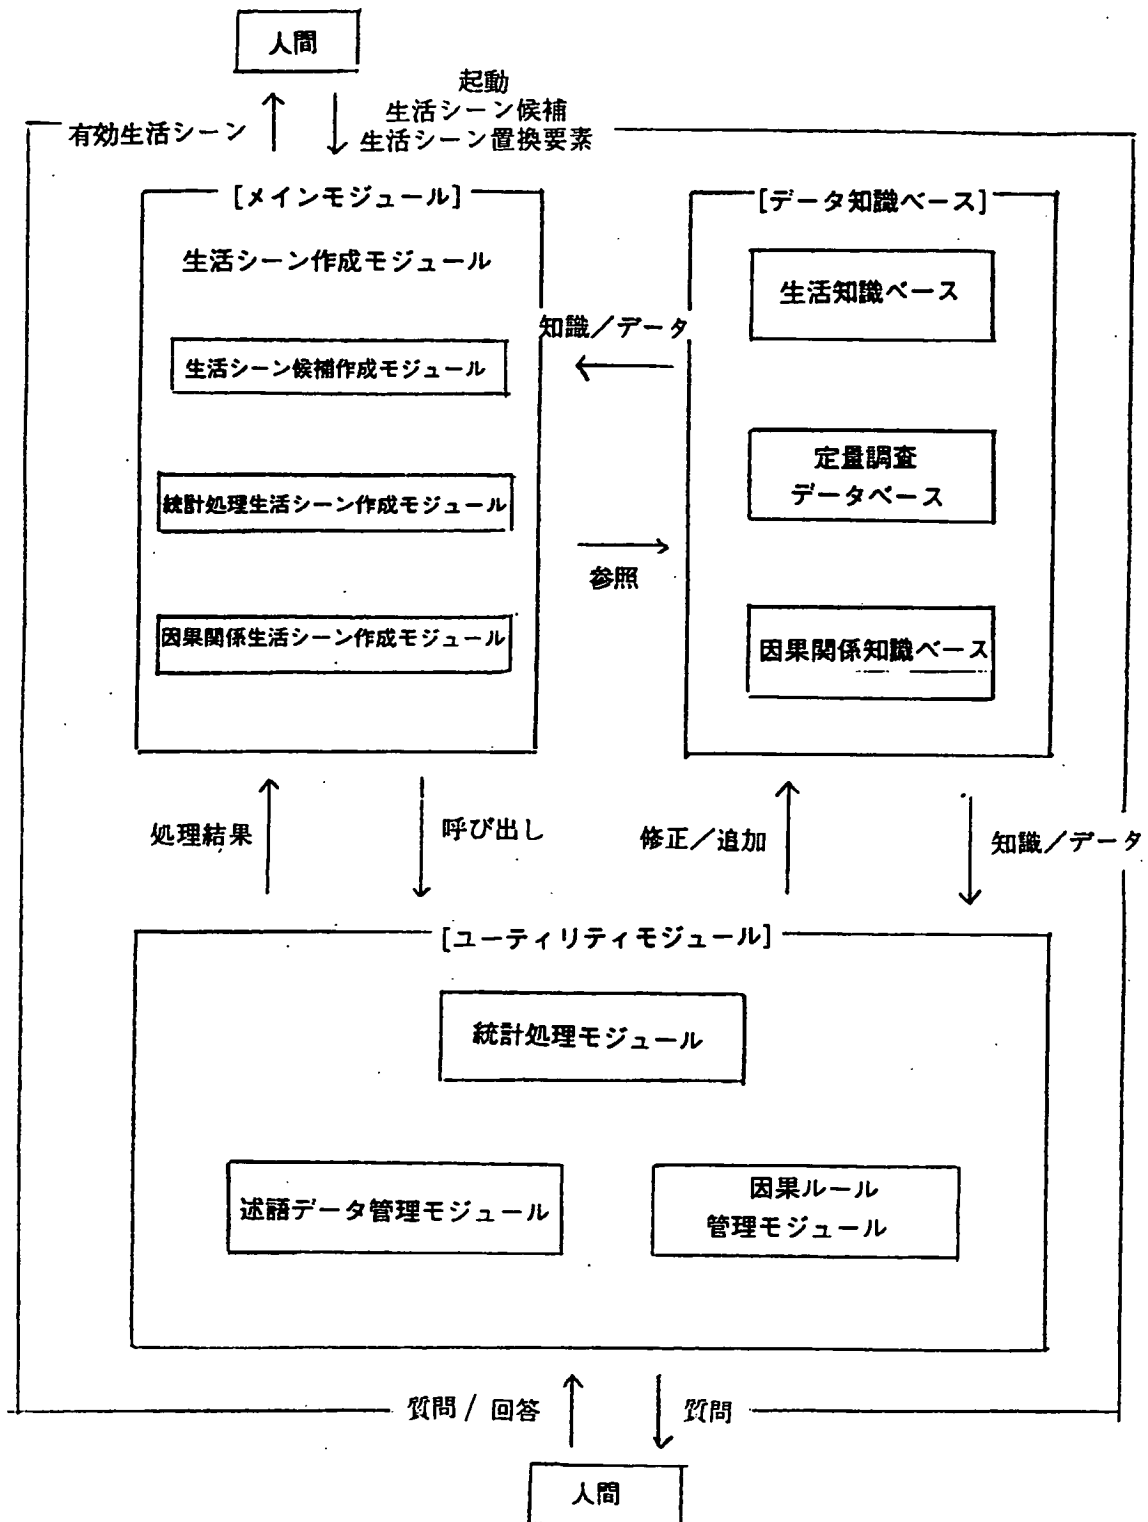 人間
起動
生活シーン候補
生活シーン置換要素
有効生活シーン
[メインモジュール]
生活シーン作成モジュール
生活シーン候補作成モジュール
統計処理生活シーン作成モジュール
因果関係生活シーン作成モジュール
知識／データ
参照
[データ知識ベース]
生活知識ベース
定量調査
データベース
因果関係知識ベース
処理結果
呼び出し
修正／追加
知識／データ
[ユーティリティモジュール]
統計処理モジュール
述語データ管理モジュール
因果ルール
管理モジュール
質問 / 回答
質問
人間